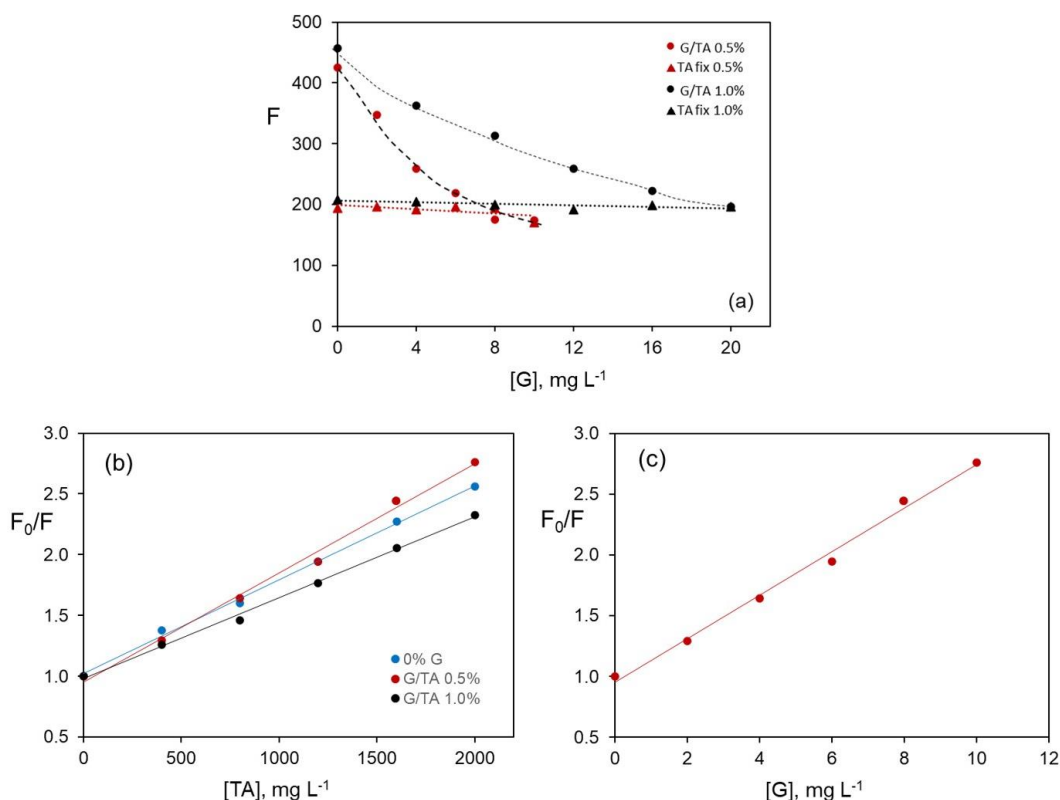 500
400
300
200
100
0
F
G/TA 0.5%
TA fix 0.5%
G/TA 1.0%
TA fix 1.0%
(a)
0 4 8 12 16 20
[G], mg L-1
3.0
2.5
2.0
1.5
1.0
0.5
F0/F
(b)
0% G
G/TA 0.5%
G/TA 1.0%
0 500 1000 1500 2000
[TA], mg L-1
3.0
2.5
2.0
1.5
1.0
0.5
F0/F
(c)
0 2 4 6 8 10 12
[G], mg L-1